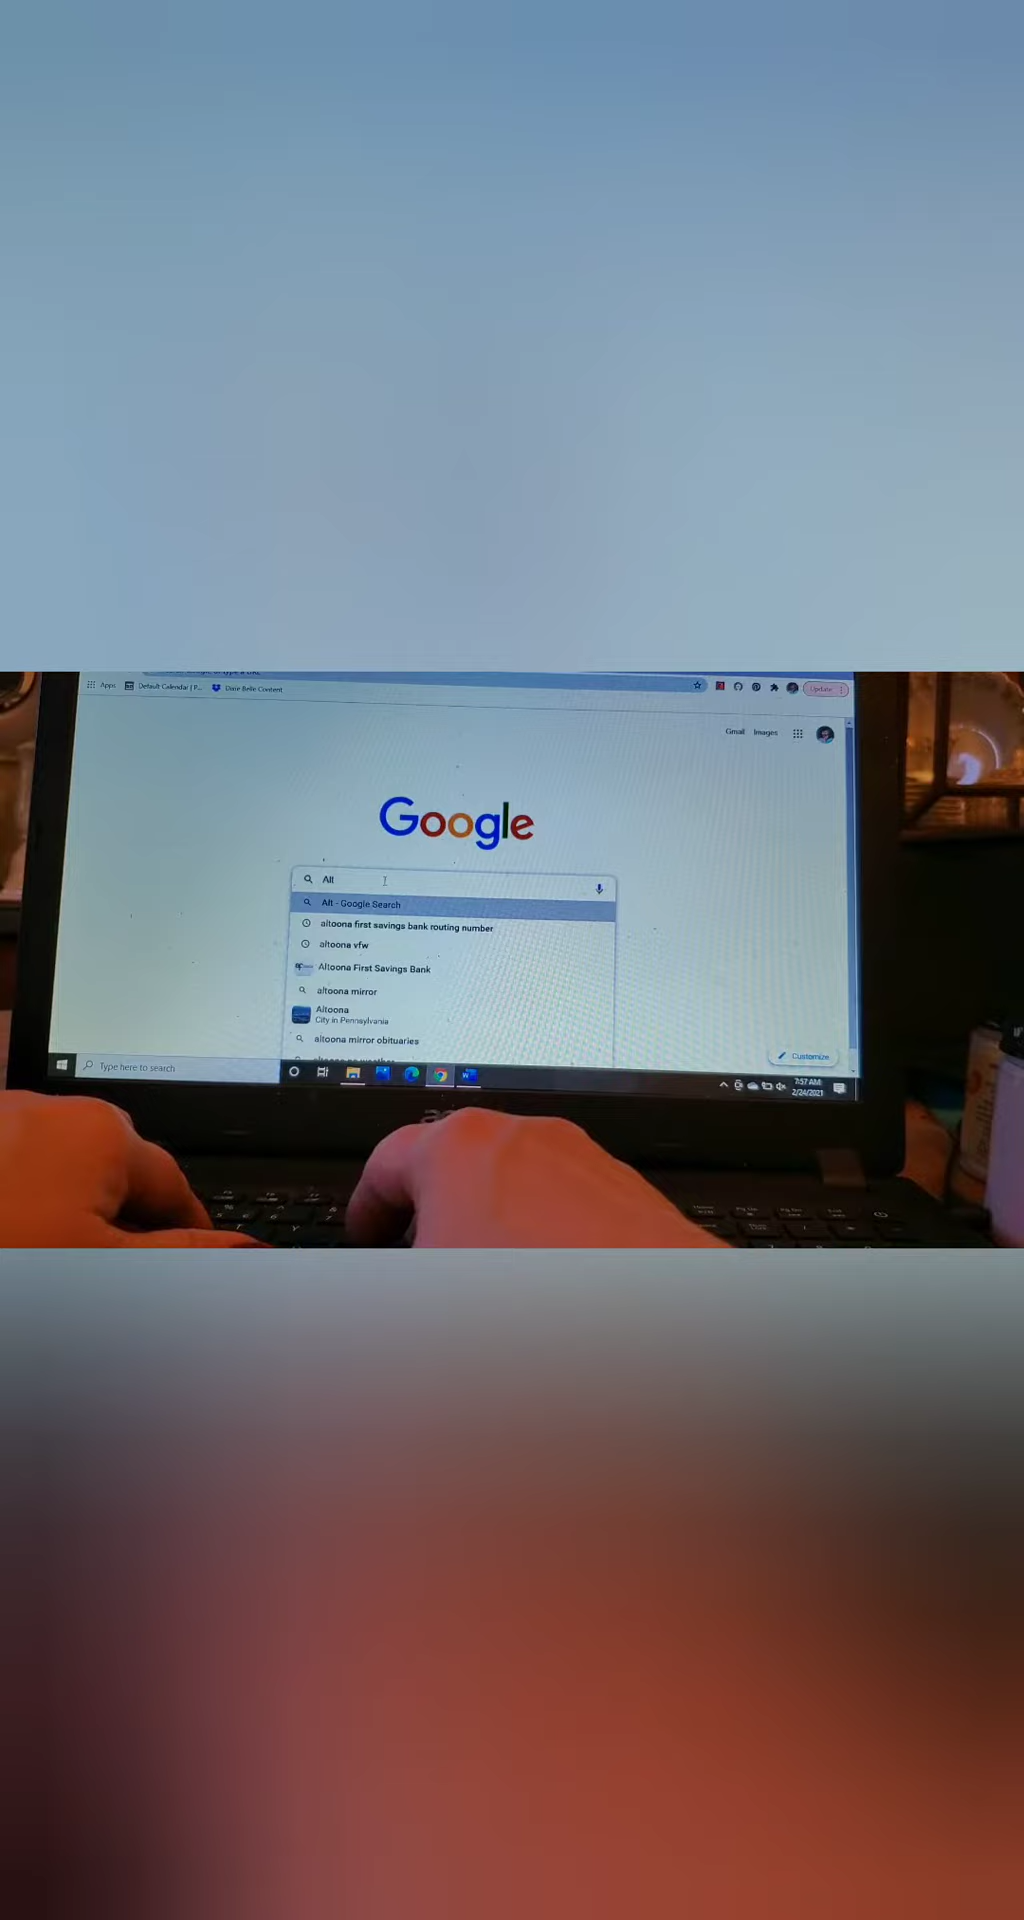 Apps Default Calendar | P... Dixie Belle Content Update
Gmail Images
Google
Alt
Alt - Google Search
altoona first savings bank routing number
altoona vfw
Altoona First Savings Bank
altoona mirror
Altoona
City in Pennsylvania
altoona mirror obituaries
Customize
Type here to search
7:57 AM
2/24/2021